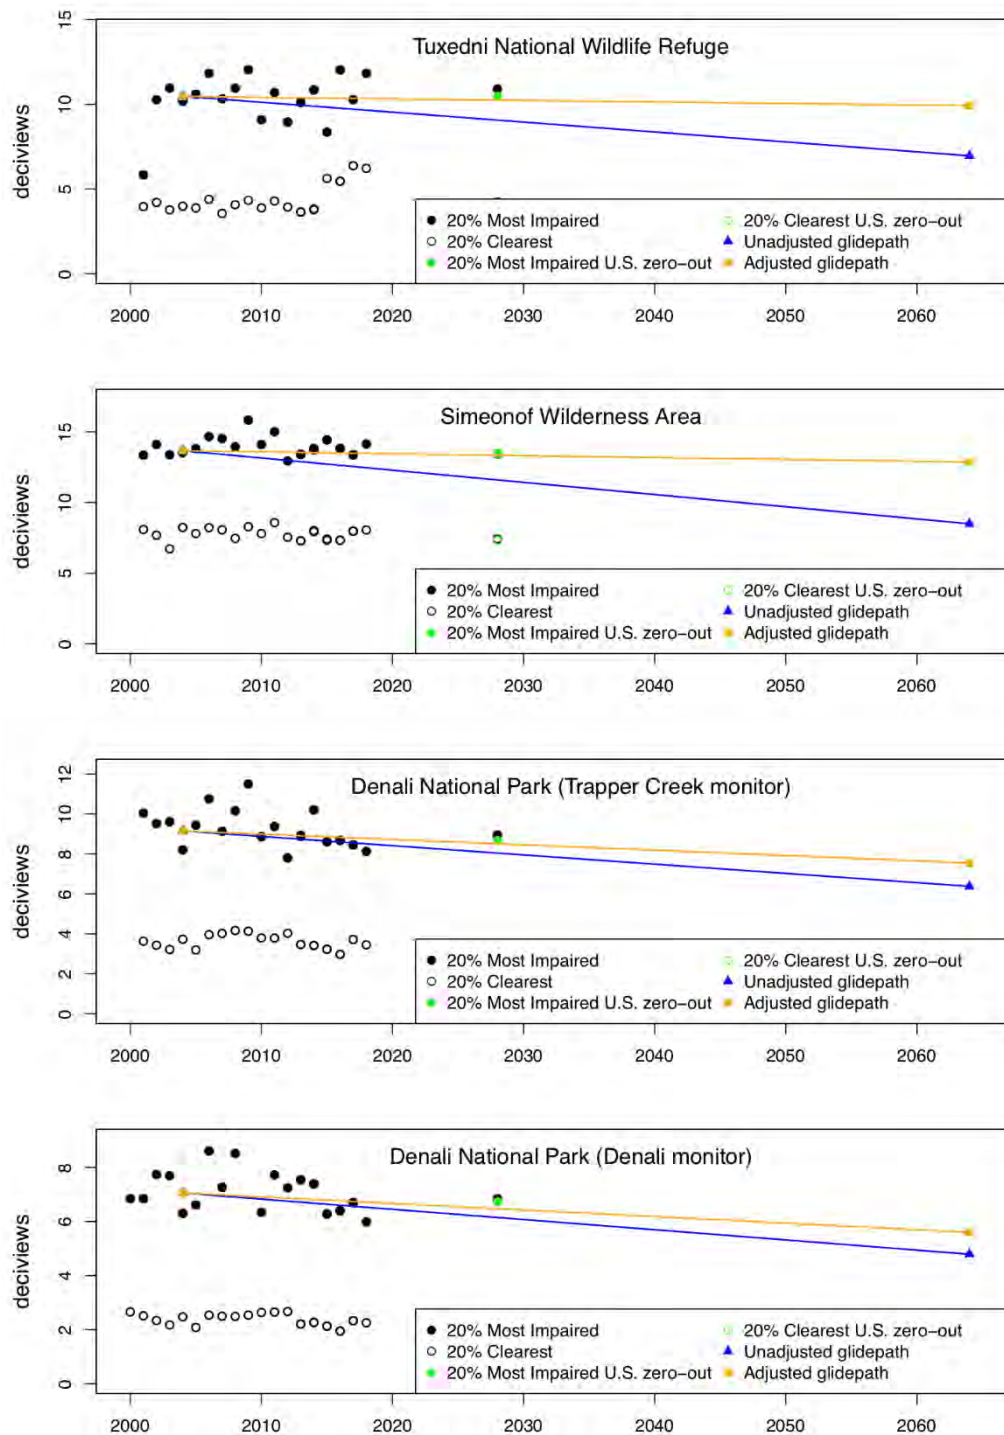 Tuxedni National Wildlife Refuge
15
10
5
0
deciviews
20% Most Impaired
20% Clearest U.S. zero−out
20% Clearest
Unadjusted glidepath
20% Most Impaired U.S. zero−out
Adjusted glidepath
2000 2010 2020 2030 2040 2050 2060
Simeonof Wilderness Area
15
10
5
0
deciviews
20% Most Impaired
20% Clearest U.S. zero−out
20% Clearest
Unadjusted glidepath
20% Most Impaired U.S. zero−out
Adjusted glidepath
2000 2010 2020 2030 2040 2050 2060
Denali National Park (Trapper Creek monitor)
12
10
8
6
4
2
0
deciviews
20% Most Impaired
20% Clearest U.S. zero−out
20% Clearest
Unadjusted glidepath
20% Most Impaired U.S. zero−out
Adjusted glidepath
2000 2010 2020 2030 2040 2050 2060
Denali National Park (Denali monitor)
8
6
4
2
0
deciviews
20% Most Impaired
20% Clearest U.S. zero−out
20% Clearest
Unadjusted glidepath
20% Most Impaired U.S. zero−out
Adjusted glidepath
2000 2010 2020 2030 2040 2050 2060